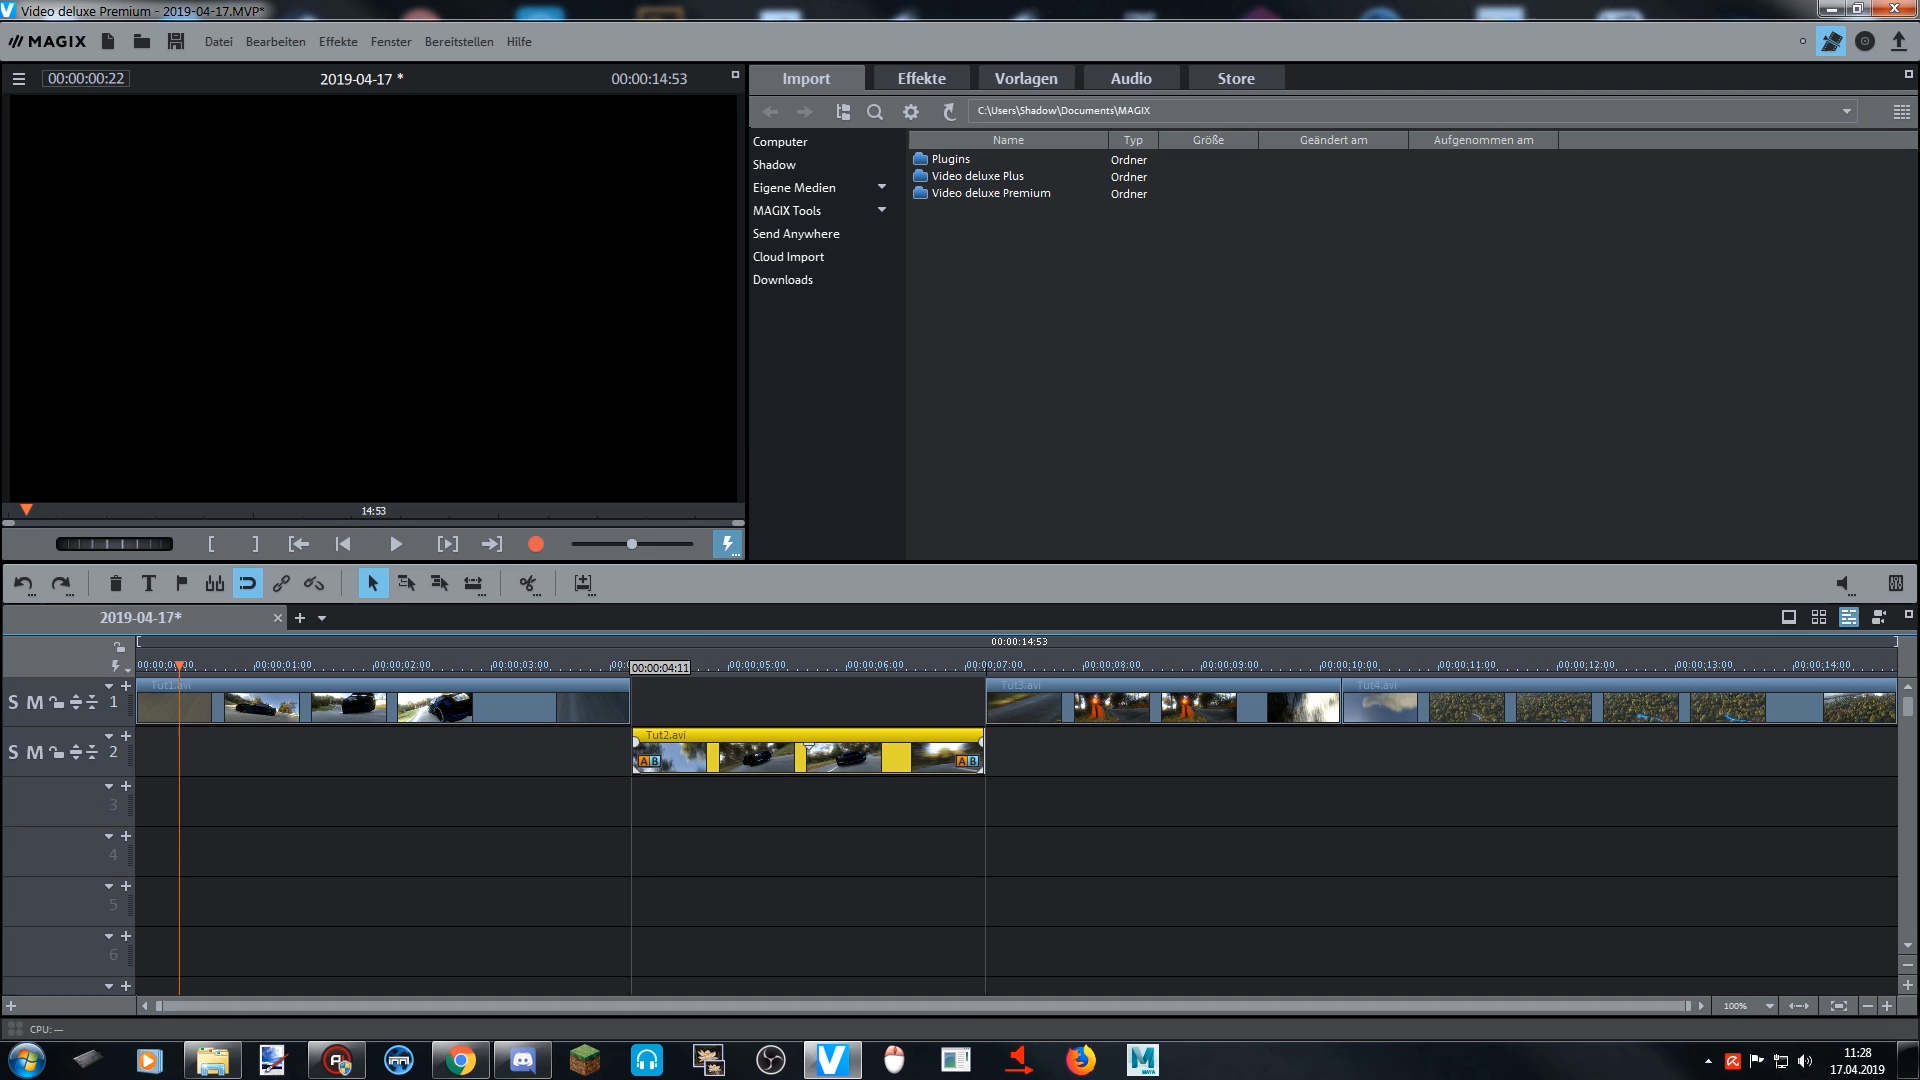 Video deluxe Premium - 2019-04-17.MVP*
MAGIX Datei Bearbeiten Effekte Fenster Bereitstellen Hilfe
00:00:00:22 2019-04-17 * 00:00:14:53
Import Effekte Vorlagen Audio Store
C:\Users\Shadow\Documents\MAGIX
Name Typ Größe Geändert am Aufgenommen am
Computer
Shadow
Eigene Medien
MAGIX Tools
Send Anywhere
Cloud Import
Downloads
Plugins Ordner
Video deluxe Plus Ordner
Video deluxe Premium Ordner
14:53
2019-04-17*
00:00:14:53
00:00:01:00 00:00:02:00 00:00:03:00 00:00:04:11 00:00:05:00 00:00:06:00 00:00:07:00 00:00:08:00 00:00:09:00 00:00:10:00 00:00:11:00 00:00:12:00 00:00:13:00 00:00:14:00
S M 1
Tut1.avi Tut3.avi Tut4.avi
S M 2
Tut2.avi
A B A B
3
4
5
6
100%
CPU: —
11:28
17.04.2019